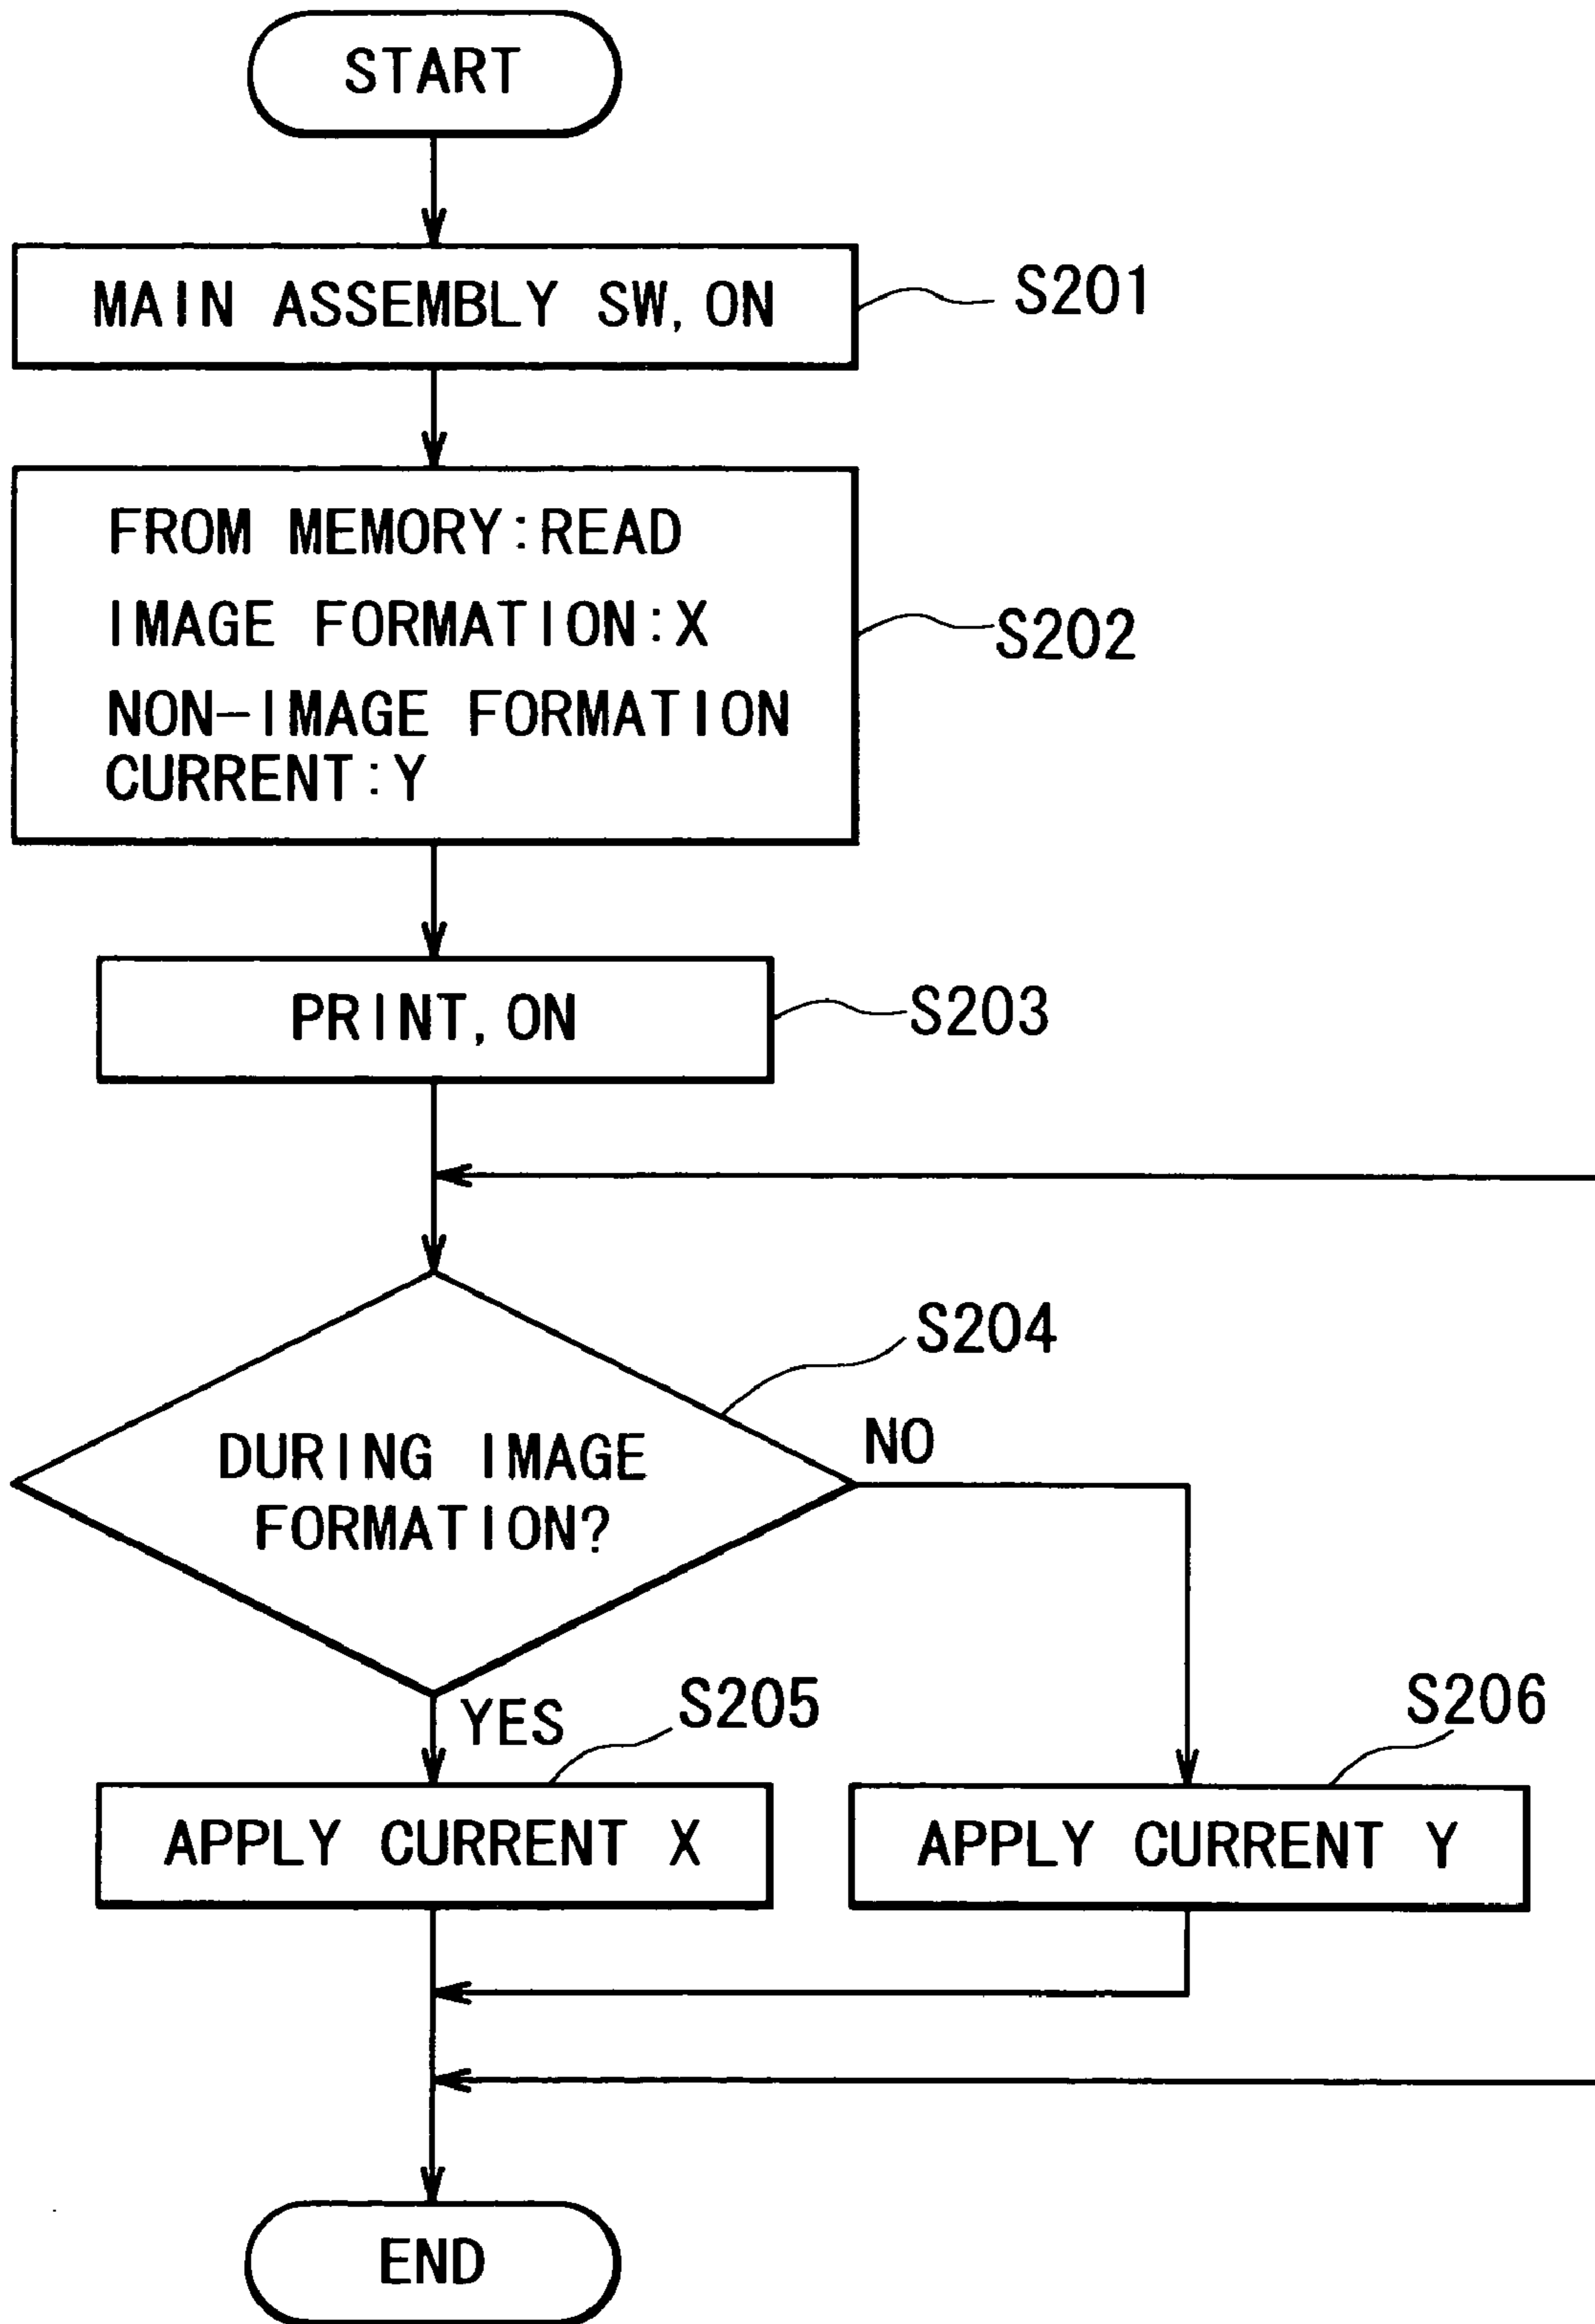 START
MAIN ASSEMBLY SW, ON
S201
FROM MEMORY:READ
IMAGE FORMATION:X
NON-IMAGE FORMATION
CURRENT:Y
S202
PRINT, ON
S203
S204
DURING IMAGE
FORMATION?
NO
YES
S205
S206
APPLY CURRENT X
APPLY CURRENT Y
END